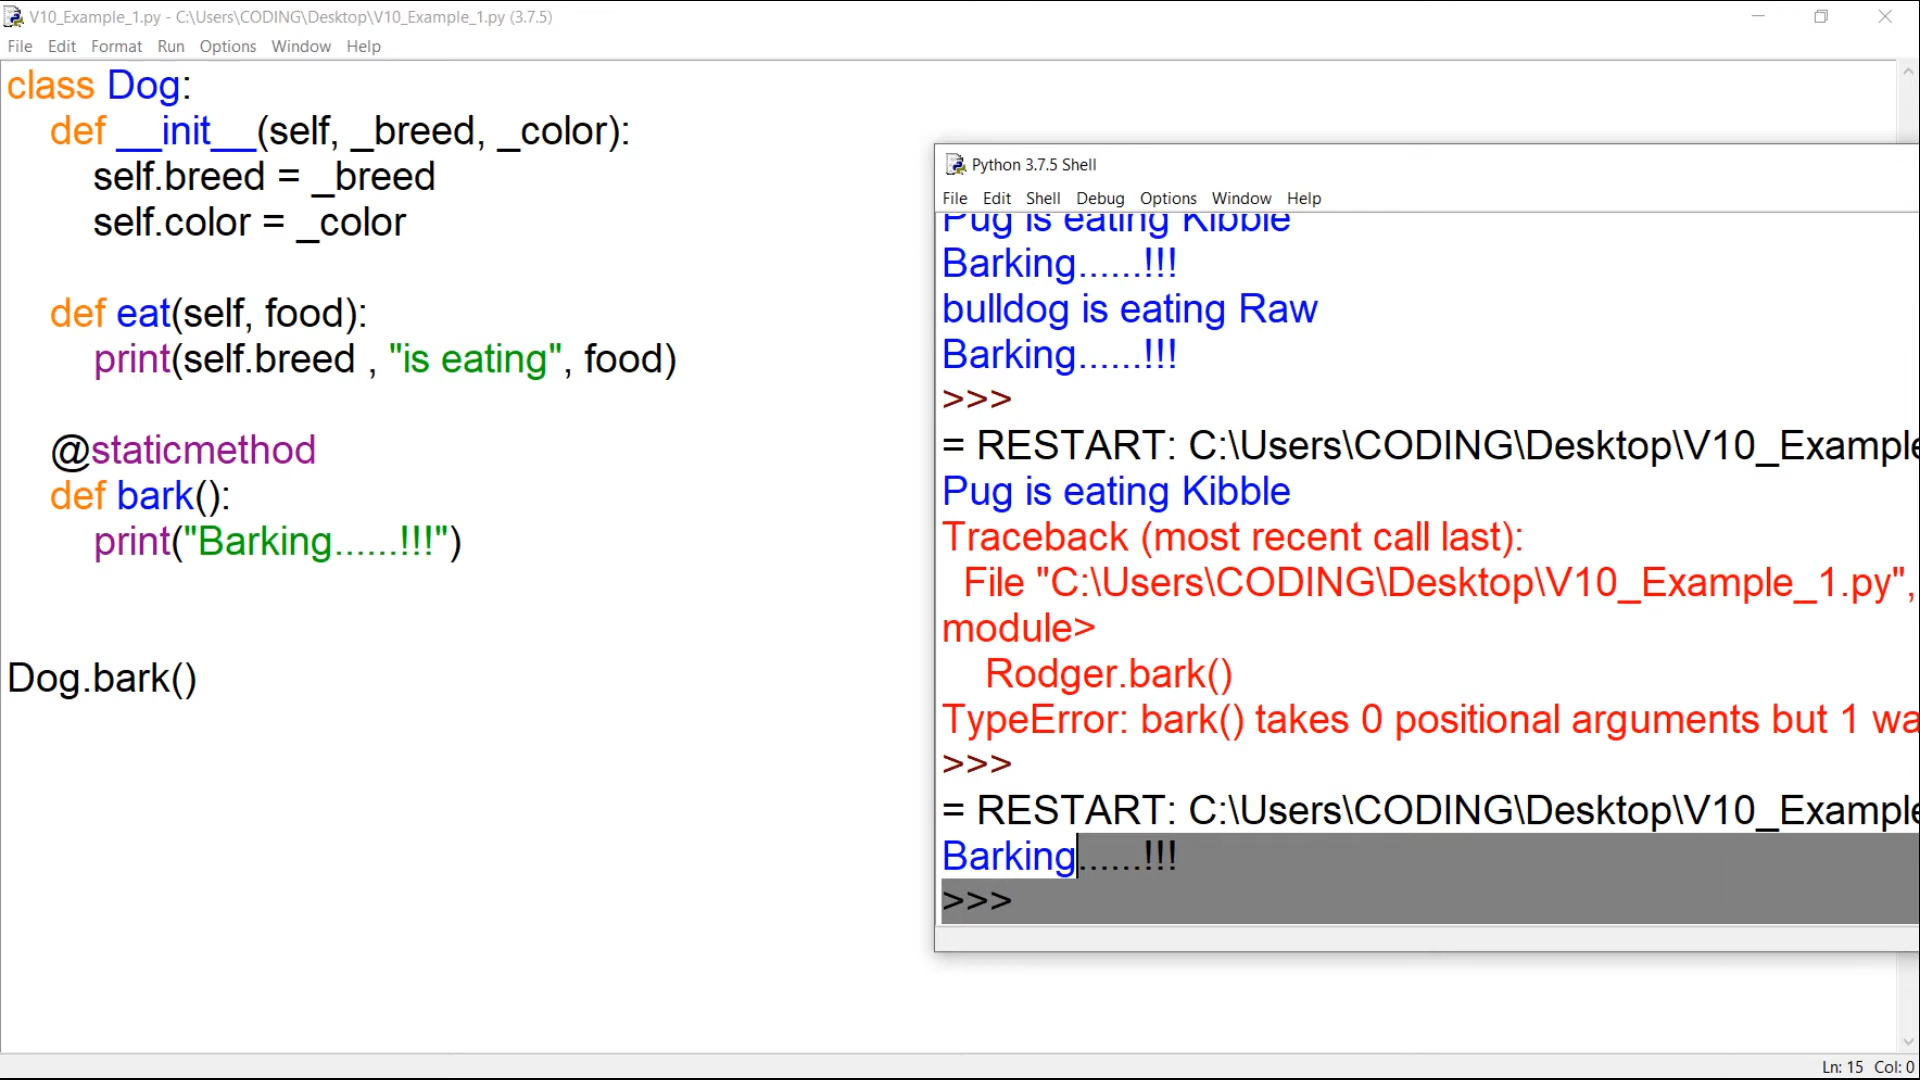 V10_Example_1.py - C:\Users\CODING\Desktop\V10_Example_1.py (3.7.5)
File Edit Format Run Options Window Help
class Dog:
    def __init__(self, _breed, _color):
        self.breed = _breed
        self.color = _color
    def eat(self, food):
        print(self.breed , "is eating", food)
    @staticmethod
    def bark():
        print("Barking......!!!")
Dog.bark()
Python 3.7.5 Shell
File Edit Shell Debug Options Window Help
Pug is eating Kibble
Barking......!!!
bulldog is eating Raw
Barking......!!!
>>>
= RESTART: C:\Users\CODING\Desktop\V10_Example
Pug is eating Kibble
Traceback (most recent call last):
  File "C:\Users\CODING\Desktop\V10_Example_1.py",
module>
    Rodger.bark()
TypeError: bark() takes 0 positional arguments but 1 wa
>>>
= RESTART: C:\Users\CODING\Desktop\V10_Example
Barking......!!!
>>>
Ln: 15 Col: 0